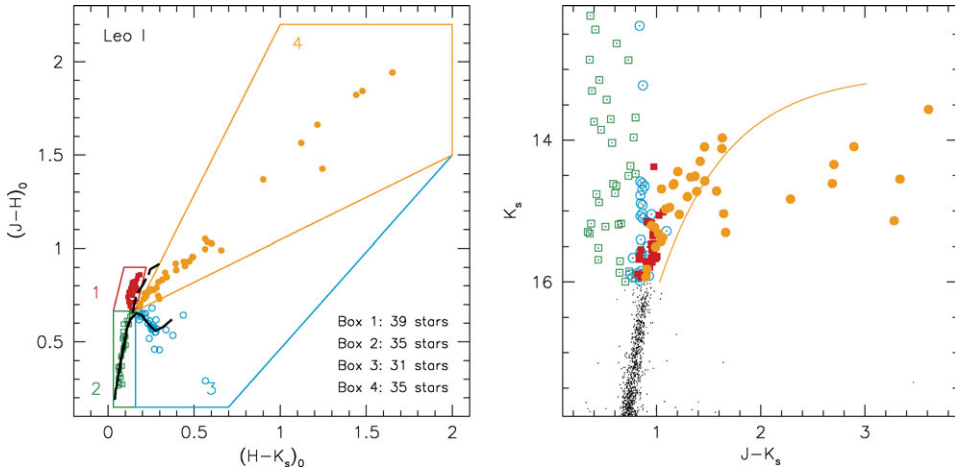 Leo I
4
1
2
3
Box 1: 39 stars
Box 2: 35 stars
Box 3: 31 stars
Box 4: 35 stars
2
1.5
1
0.5
0
0.5
1
1.5
2
(J−H)₀
(H−Kₛ)₀
14
16
1
2
3
Kₛ
J−Kₛ